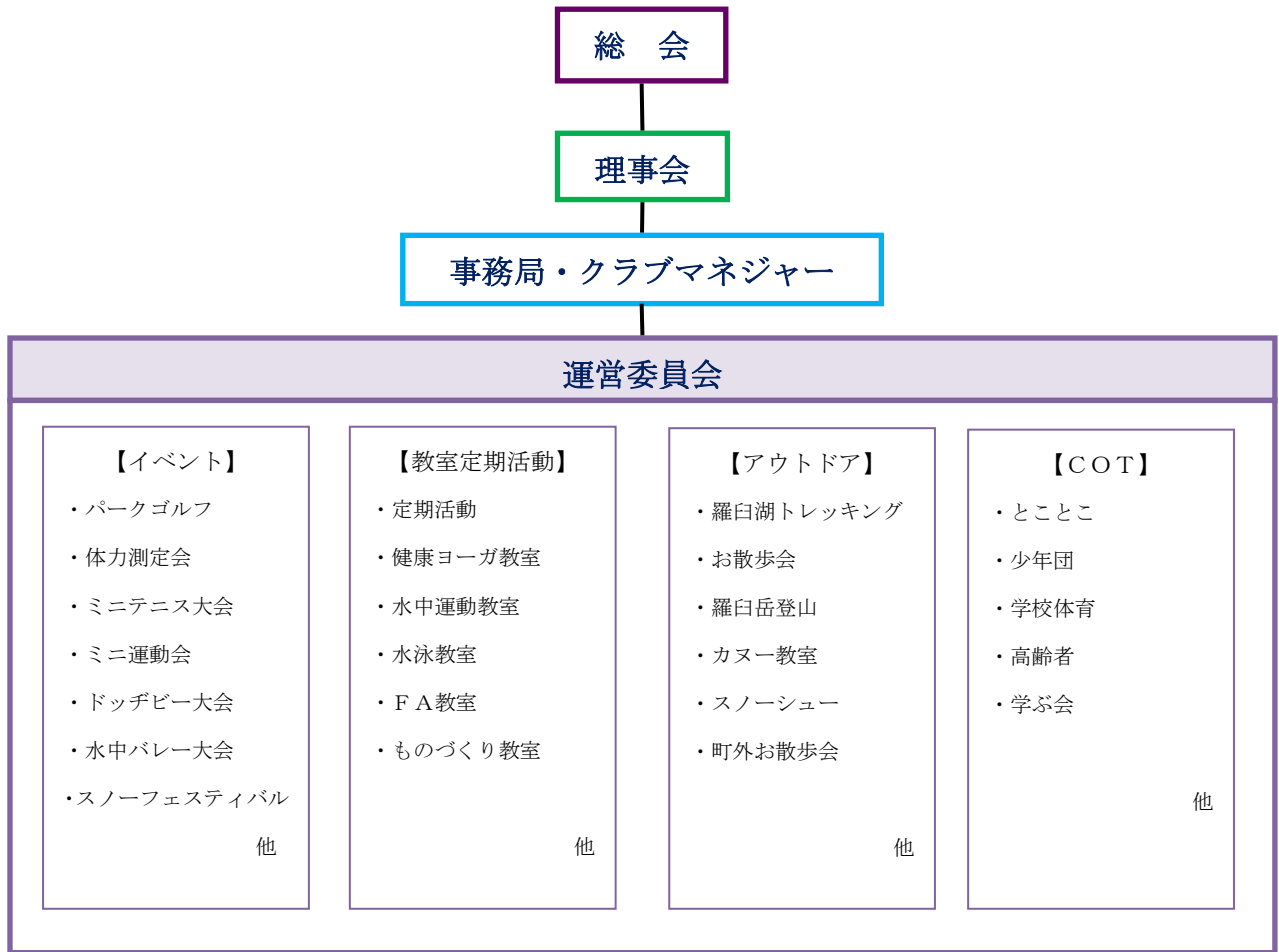 総　会
理事会
事務局・クラブマネジャー
運営委員会
【イベント】
・パークゴルフ
・体力測定会
・ミニテニス大会
・ミニ運動会
・ドッヂビー大会
・水中バレー大会
・スノーフェスティバル
他
【教室定期活動】
・定期活動
・健康ヨーガ教室
・水中運動教室
・水泳教室
・ＦＡ教室
・ものづくり教室
他
【アウトドア】
・羅臼湖トレッキング
・お散歩会
・羅臼岳登山
・カヌー教室
・スノーシュー
・町外お散歩会
他
【ＣＯＴ】
・とことこ
・少年団
・学校体育
・高齢者
・学ぶ会
他